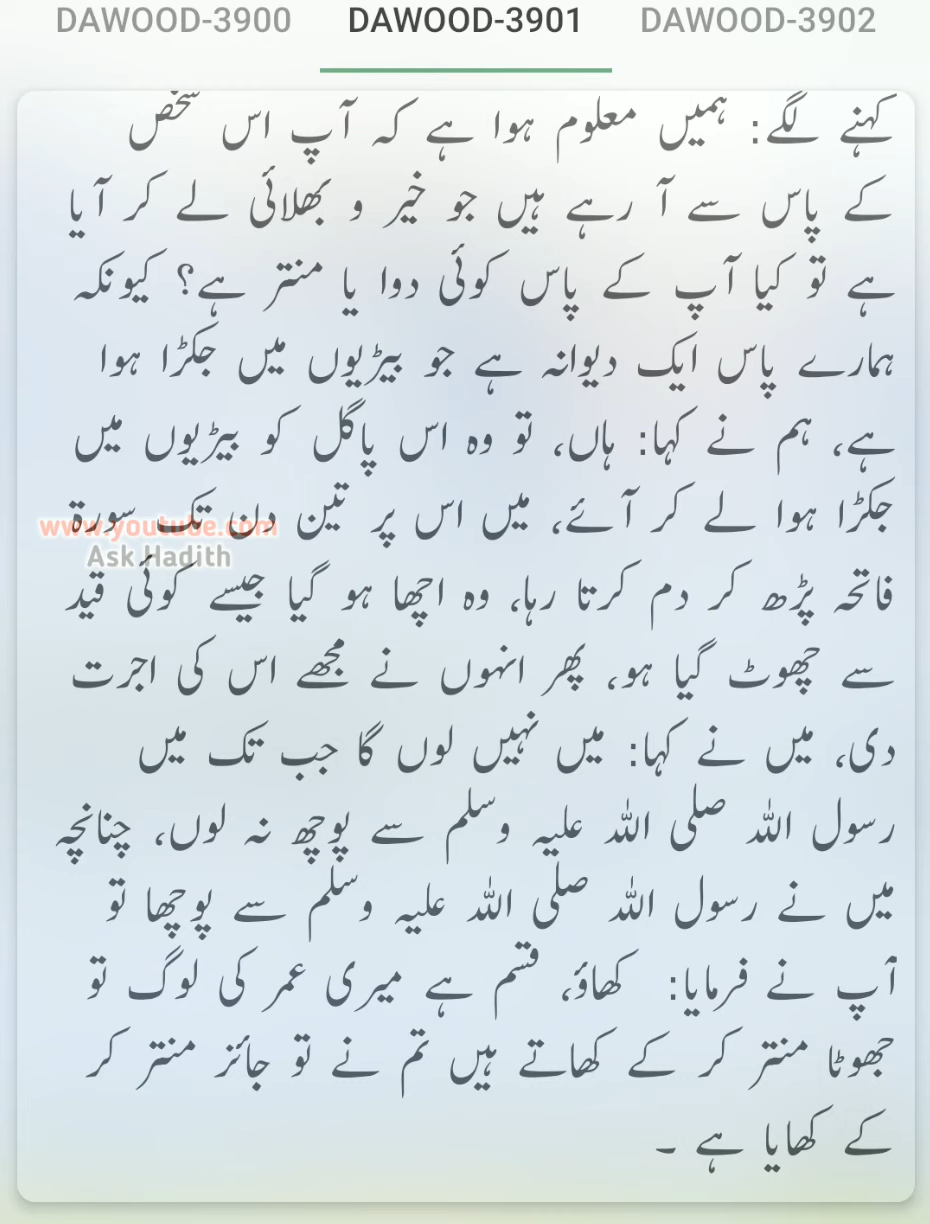 DAWOOD-3900 DAWOOD-3901 DAWOOD-3902
کہنے لگے: ہمیں معلوم ہوا ہے کہ آپ اس شخص
کے پاس سے آ رہے ہیں جو خیر و بھلائی لے کر آیا
ہے تو کیا آپ کے پاس کوئی دوا یا منتر ہے؟ کیونکہ
ہمارے پاس ایک دیوانہ ہے جو بیڑیوں میں جکڑا ہوا
ہے، ہم نے کہا: ہاں، تو وہ اس پاگل کو بیڑیوں میں
جکڑا ہوا لے کر آئے، میں اس پر تین دن تک سورۃ
www.youtube.com
Ask Hadith
فاتحہ پڑھ کر دم کرتا رہا، وہ اچھا ہو گیا جیسے کوئی قید
سے چھوٹ گیا ہو، پھر انہوں نے مجھے اس کی اجرت
دی، میں نے کہا: میں نہیں لوں گا جب تک میں
رسول اللہ صلی اللہ علیہ وسلم سے پوچھ نہ لوں، چنانچہ
میں نے رسول اللہ صلی اللہ علیہ وسلم سے پوچھا تو
آپ نے فرمایا: کھاؤ، قسم ہے میری عمر کی لوگ تو
جھوٹا منتر کر کے کھاتے ہیں تم نے تو جائز منتر کر
کے کھایا ہے ۔